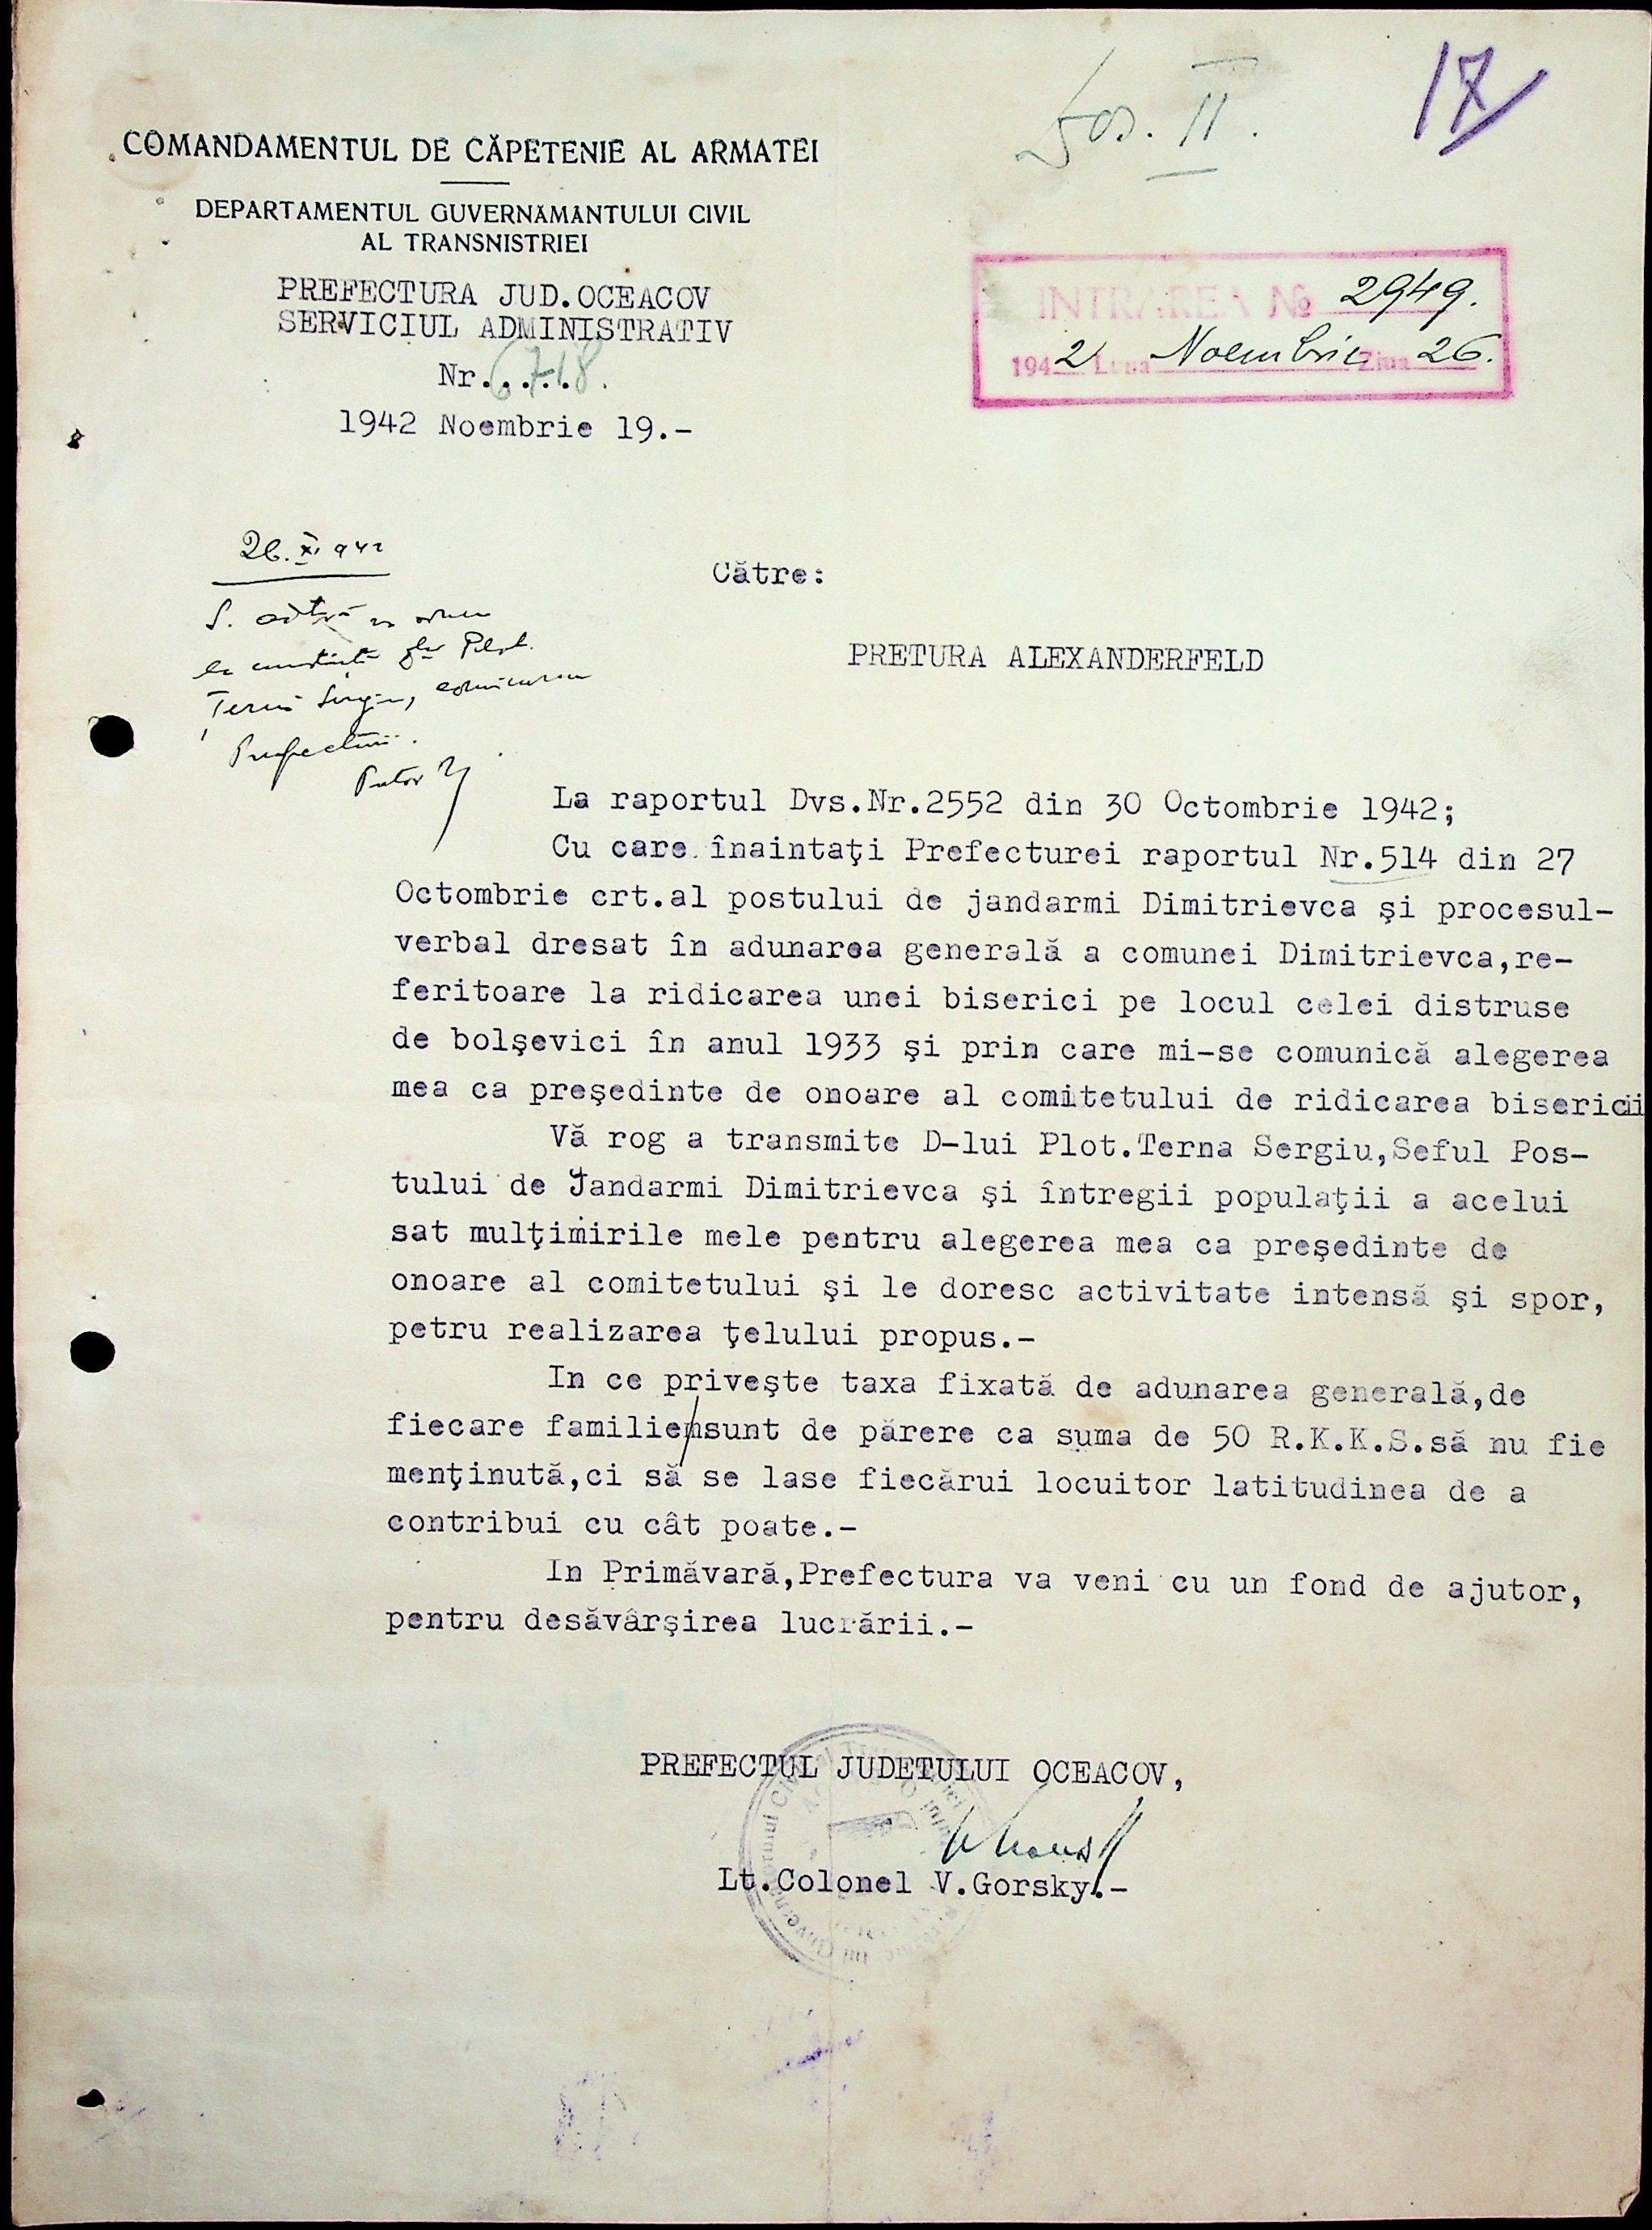 17
Dos. II.
COMANDAMENTUL DE CĂPETENIE AL ARMATEI
DEPARTAMENTUL GUVERNĂMÂNTULUI CIVIL
AL TRANSNISTRIEI
PREFECTURA JUD.OCEACOV
SERVICIUL ADMINISTRATIV
Nr.6718.
1942 Noembrie 19.-
INTRAREA № 2949.
1942 Luna Noembrie Ziua 26.
26.XI 942
S.
la Plot.
Prefecturii.
Către:
PRETURA ALEXANDERFELD
La raportul Dvs.Nr.2552 din 30 Octombrie 1942;
Cu care înaintaţi Prefecturei raportul Nr.514 din 27
Octombrie crt.al postului de jandarmi Dimitrievca şi procesul-
verbal dresat în adunarea generală a comunei Dimitrievca,re-
feritoare la ridicarea unei biserici pe locul celei distruse
de bolşevici în anul 1933 şi prin care mi-se comunică alegerea
mea ca preşedinte de onoare al comitetului de ridicarea bisericii
Vă rog a transmite D-lui Plot.Terna Sergiu,Seful Pos-
tului de Jandarmi Dimitrievca şi întregii populaţii a acelui
sat mulţimirile mele pentru alegerea mea ca preşedinte de
onoare al comitetului şi le doresc activitate intensă şi spor,
petru realizarea ţelului propus.-
In ce priveşte taxa fixată de adunarea generală,de
fiecare familie sunt de părere ca suma de 50 R.K.K.S.să nu fie
menţinută,ci să se lase fiecărui locuitor latitudinea de a
contribui cu cât poate.-
In Primăvară,Prefectura va veni cu un fond de ajutor,
pentru desăvârşirea lucrării.-
PREFECTUL JUDETULUI OCEACOV,
Lt.Colonel V.Gorsky.-